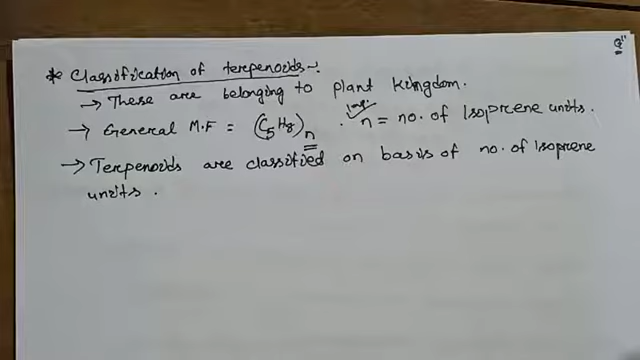 * Classification of terpenoids:-
→ These are belonging to plant kingdom.
→ General M.F = (C5H8)n . n = no. of Isoprene units.
→ Terpenoids are classified on basis of no. of Isoprene
units.